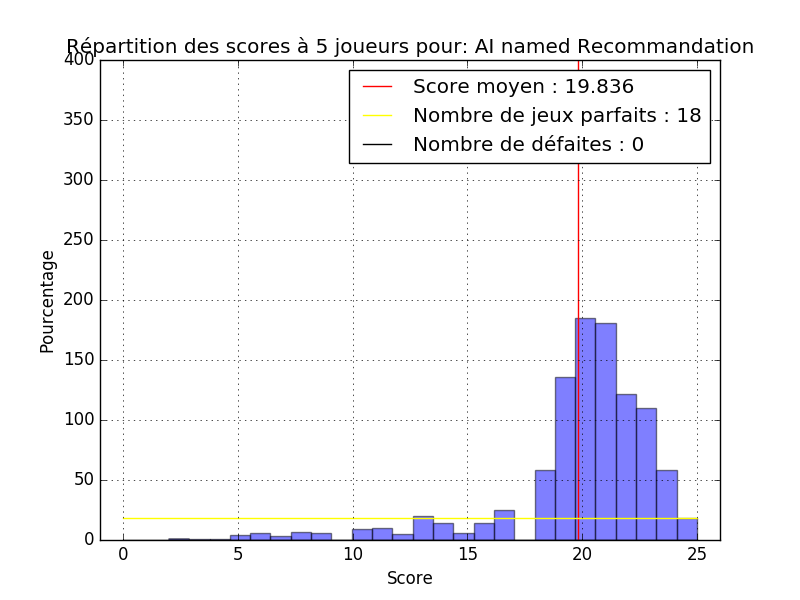 Répartition des scores à 5 joueurs pour: AI named Recommandation
400
350
300
250
200
150
100
50
0
Pourcentage
Score moyen : 19.836
Nombre de jeux parfaits : 18
Nombre de défaites : 0
0 5 10 15 20 25
Score